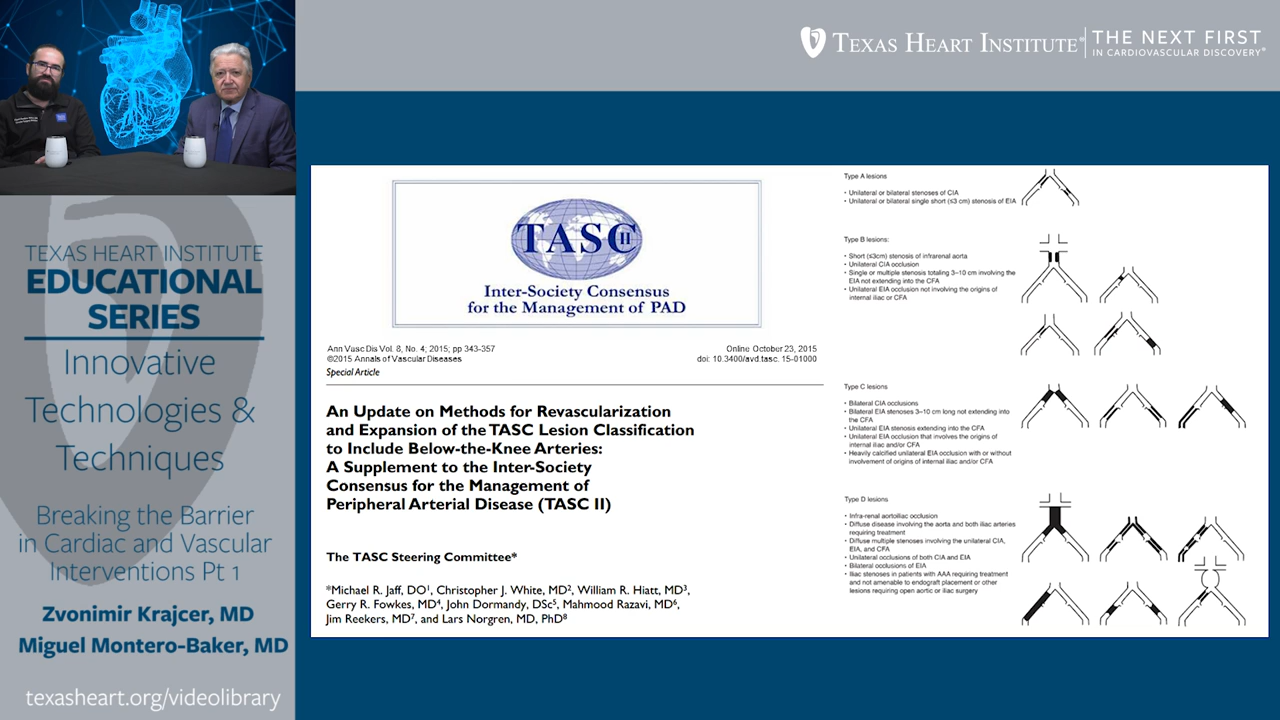 TEXAS HEART INSTITUTE®
THE NEXT FIRST
IN CARDIOVASCULAR DISCOVERY®
TEXAS HEART INSTITUTE
EDUCATIONAL
SERIES
Innovative
Technologies &
Techniques
Breaking the Barrier
in Cardiac and Vascular
Interventions Pt 1
Zvonimir Krajcer, MD
Miguel Montero-Baker, MD
texasheart.org/videolibrary
TASC II
Inter-Society Consensus
for the Management of PAD
Ann Vasc Dis Vol. 8, No. 4; 2015; pp 343-357
©2015 Annals of Vascular Diseases
Online October 23, 2015
doi: 10.3400/avd.tasc. 15-01000
Special Article
An Update on Methods for Revascularization
and Expansion of the TASC Lesion Classification
to Include Below-the-Knee Arteries:
A Supplement to the Inter-Society
Consensus for the Management of
Peripheral Arterial Disease (TASC II)
The TASC Steering Committee*
*Michael R. Jaff, DO1, Christopher J. White, MD2, William R. Hiatt, MD3,
Gerry R. Fowkes, MD4, John Dormandy, DSc5, Mahmood Razavi, MD6,
Jim Reekers, MD7, and Lars Norgren, MD, PhD8
Type A lesions
• Unilateral or bilateral stenoses of CIA
• Unilateral or bilateral single short (≤3 cm) stenosis of EIA
Type B lesions:
• Short (≤3cm) stenosis of infrarenal aorta
• Unilateral CIA occlusion
• Single or multiple stenosis totaling 3–10 cm involving the
EIA not extending into the CFA
• Unilateral EIA occlusion not involving the origins of
internal iliac or CFA
Type C lesions
• Bilateral CIA occlusions
• Bilateral EIA stenoses 3–10 cm long not extending into
the CFA
• Unilateral EIA stenosis extending into the CFA
• Unilateral EIA occlusion that involves the origins of
internal iliac and/or CFA
• Heavily calcified unilateral EIA occlusion with or without
involvement of origins of internal iliac and/or CFA
Type D lesions
• Infra-renal aortoiliac occlusion
• Diffuse disease involving the aorta and both iliac arteries
requiring treatment
• Diffuse multiple stenoses involving the unilateral CIA,
EIA, and CFA
• Unilateral occlusions of both CIA and EIA
• Bilateral occlusions of EIA
• Iliac stenoses in patients with AAA requiring treatment
and not amenable to endograft placement or other
lesions requiring open aortic or iliac surgery